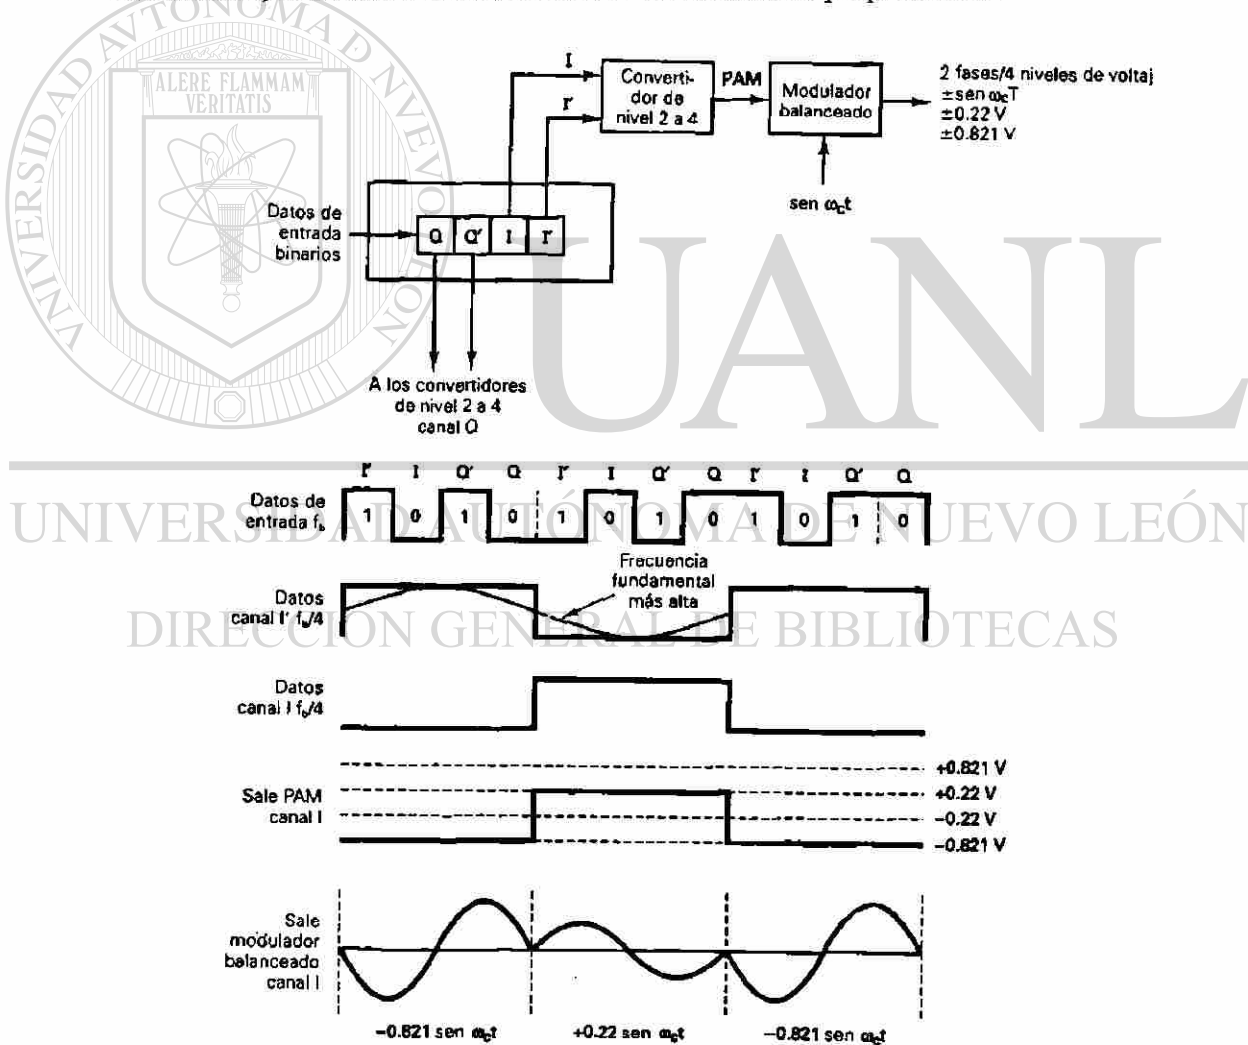 I
I'
Converti-
dor de
nivel 2 a 4
PAM
Modulador
balanceado
2 fases/4 niveles de voltaj
±sen ωcT
±0.22 V
±0.821 V
sen ωct
Datos de
entrada
binarios
Q Q' I I'
A los convertidores
de nivel 2 a 4
canal Q
UNIVERSIDAD AUTONOMA DE NUEVO LEON
ALERE FLAMMAM
VERITATIS
UANL
UNIVERSIDAD AUTÓNOMA DE NUEVO LEÓN
DIRECCIÓN GENERAL DE BIBLIOTECAS
I' I Q' Q I' I Q' Q I' I Q' Q
Datos de
entrada fb
1 0 1 0 1 0 1 0 1 0 1 0
Frecuencia
fundamental
más alta
Datos
canal I' fb/4
Datos
canal I fb/4
Sale PAM
canal I
+0.821 V
+0.22 V
−0.22 V
−0.821 V
Sale
modulador
balanceado
canal I
−0.821 sen ωct
+0.22 sen ωct
−0.821 sen ωct